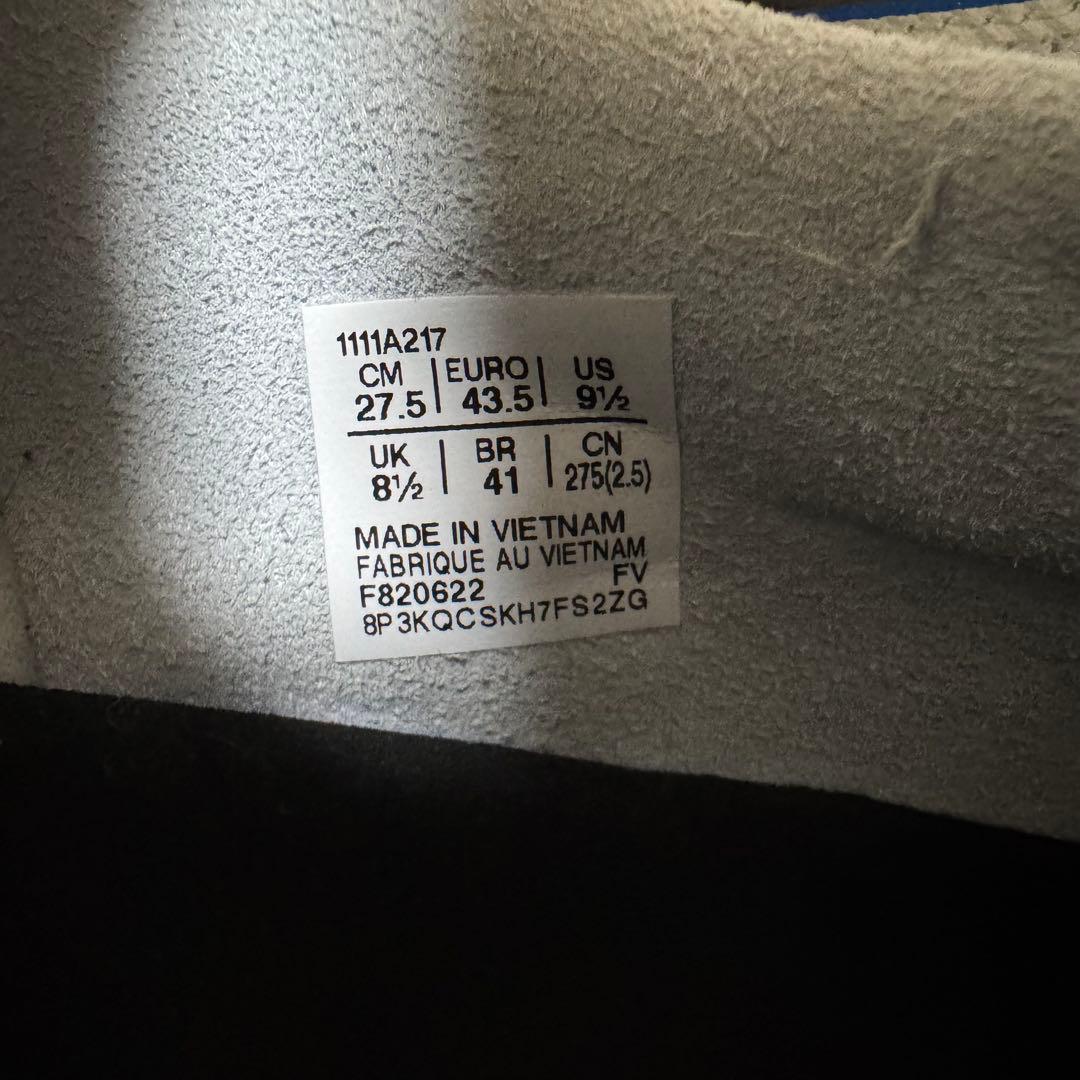 1111A217
CM | EURO | US
27.5 | 43.5 | 9½
UK | BR | CN
8½ | 41 | 275(2.5)
MADE IN VIETNAM
FABRIQUE AU VIETNAM
F820622 FV
8P3KQCSKH7FS2ZG